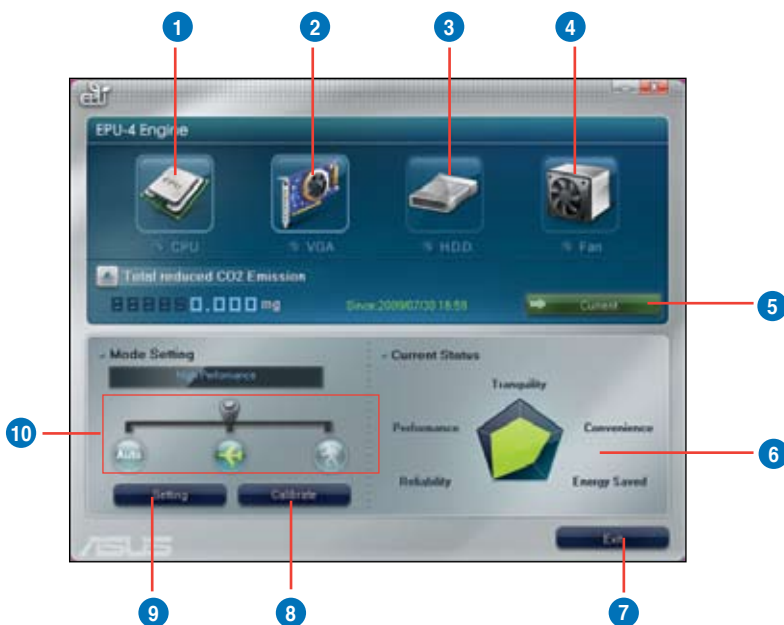 1 2 3 4
EPU
EPU-4 Engine
EPU
CPU VGA HDD Fan
Total reduced CO2 Emission
0.000 mg Since:2009/07/30 18:59 Current
5
Mode Setting
High Performance
Auto
Setting Calibrate
Current Status
Tranquility
Performance Convenience
Reliability Energy Saved
10
6
ASUS
Exit
9 8 7